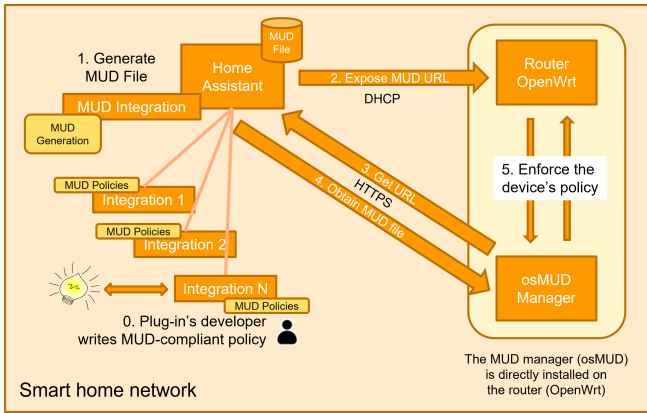 MUD
File
1. Generate
MUD File
Home
Assistant
MUD Integration
MUD
Generation
2. Expose MUD URL
DHCP
Router
OpenWrt
3. Get URL
HTTPS
4. Obtain MUD file
5. Enforce the
device's policy
MUD Policies
Integration 1
MUD Policies
Integration 2
Integration N
MUD Policies
osMUD
Manager
0. Plug-in's developer
writes MUD-compliant policy
The MUD manager (osMUD)
is directly installed on
the router (OpenWrt)
Smart home network